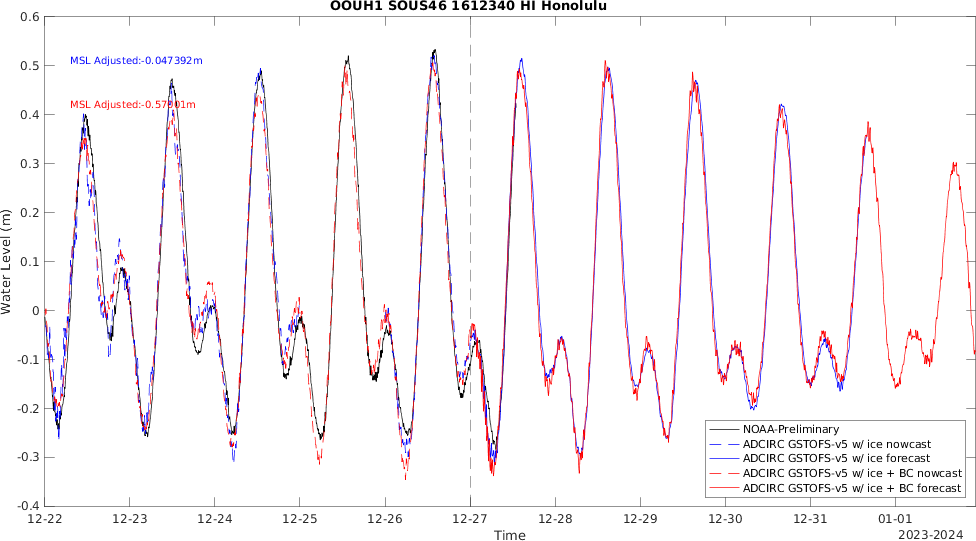 OOUH1 SOUS46 1612340 HI Honolulu
0.6
0.5
0.4
0.3
0.2
0.1
0
-0.1
-0.2
-0.3
-0.4
Water Level (m)
MSL Adjusted:-0.047392m
MSL Adjusted:
NOAA-Preliminary
ADCIRC GSTOFS-v5 w/ ice nowcast
ADCIRC GSTOFS-v5 w/ ice forecast
ADCIRC GSTOFS-v5 w/ ice + BC nowcast
ADCIRC GSTOFS-v5 w/ ice + BC forecast
12-22 12-23 12-24 12-25 12-26 12-27 12-28 12-29 12-30 12-31 01-01
Time
2023-2024